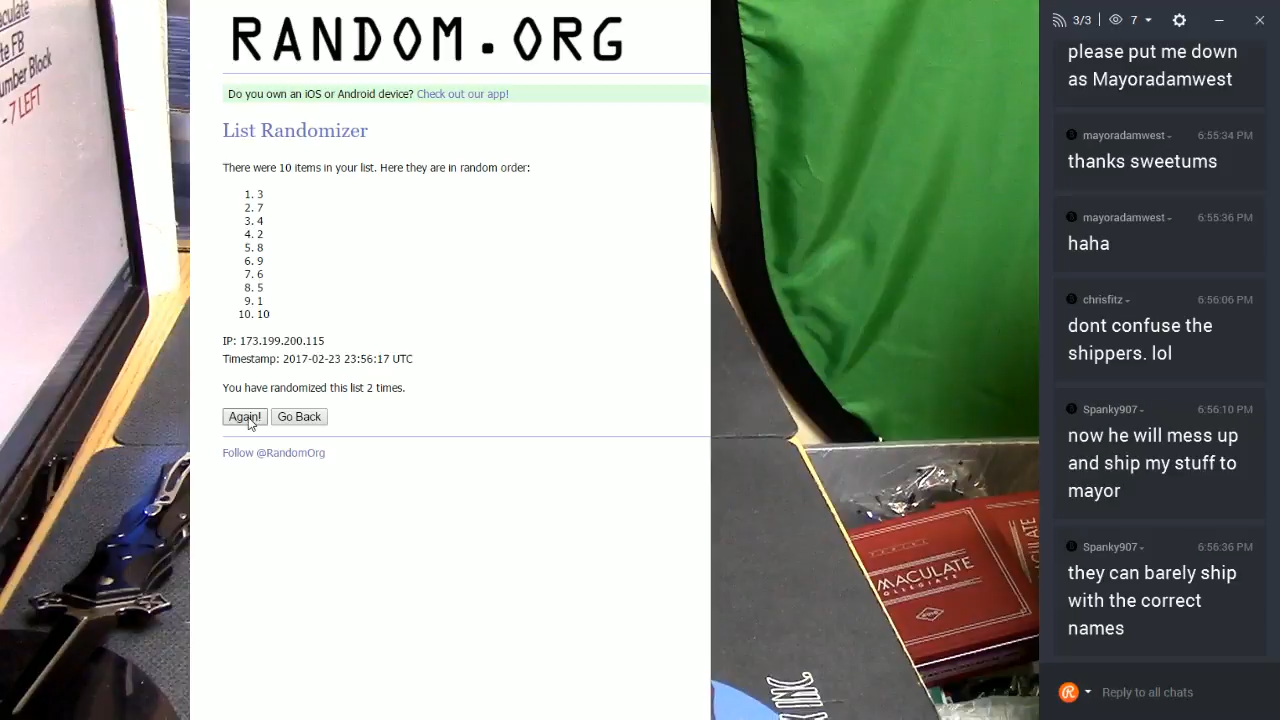 Number Block
- 7 LEFT
RANDOM.ORG
Do you own an iOS or Android device? Check out our app!
List Randomizer
There were 10 items in your list. Here they are in random order:
1. 3
2. 7
3. 4
4. 2
5. 8
6. 9
7. 6
8. 5
9. 1
10. 10
IP: 173.199.200.115
Timestamp: 2017-02-23 23:56:17 UTC
You have randomized this list 2 times.
Again! Go Back
Follow @RandomOrg
MACULATE
COLLEGIATE
INC
3/3 7
please put me down
as Mayoradamwest
mayoradamwest 6:55:34 PM
thanks sweetums
mayoradamwest 6:55:36 PM
haha
chrisfitz 6:56:06 PM
dont confuse the
shippers. lol
Spanky907 6:56:10 PM
now he will mess up
and ship my stuff to
mayor
Spanky907 6:56:36 PM
they can barely ship
with the correct
names
Reply to all chats